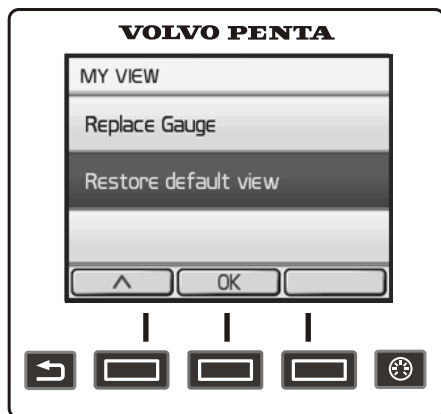 VOLVO PENTA
MY VIEW
Replace Gauge
Restore default view
OK